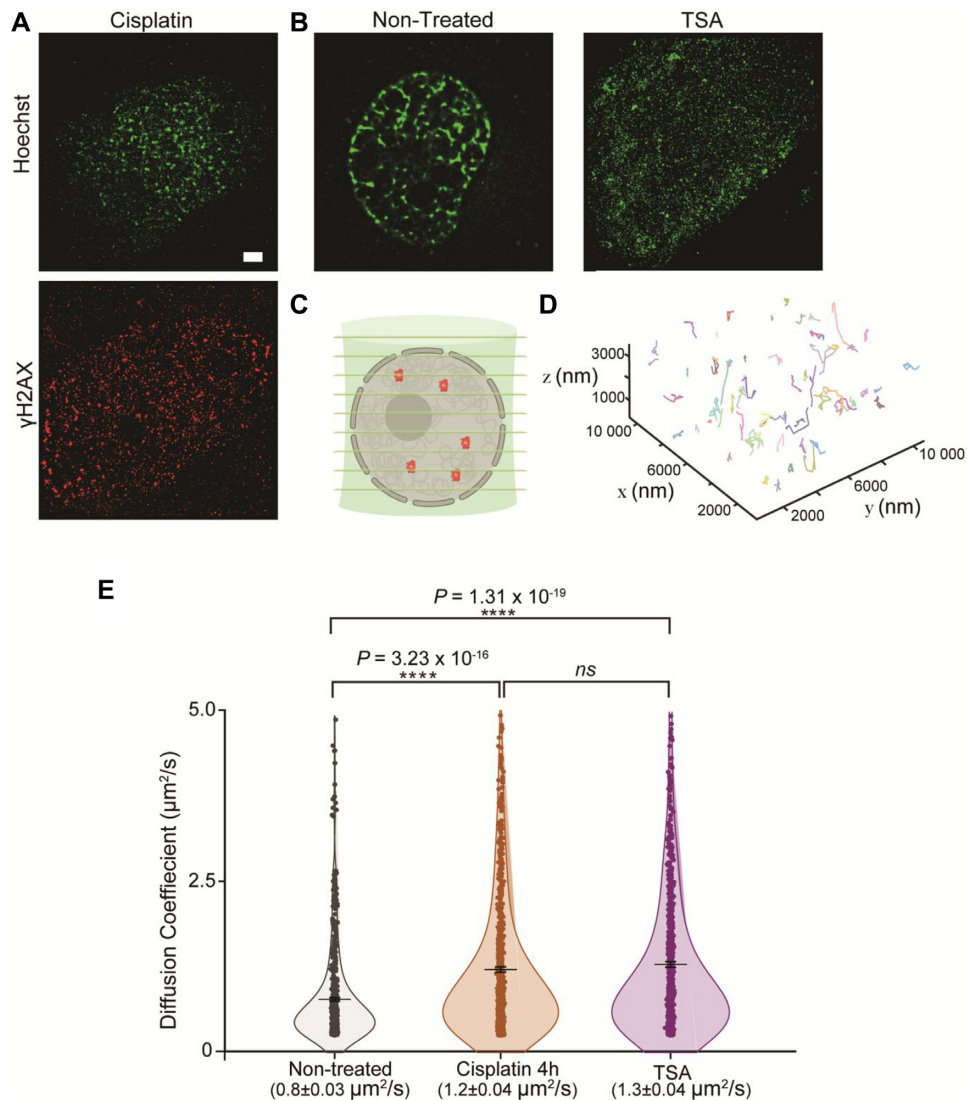 A
Cisplatin
B
Non-Treated
TSA
Hoechst
γH2AX
C
D
z (nm)
3000
1000
10 000
6000
2000
x (nm)
2000
6000
10 000
y (nm)
E
P = 1.31 x 10-19
****
P = 3.23 x 10-16
****
ns
5.0
2.5
0
Diffusion Coeffiecient (µm2/s)
Non-treated
(0.8±0.03 µm2/s)
Cisplatin 4h
(1.2±0.04 µm2/s)
TSA
(1.3±0.04 µm2/s)